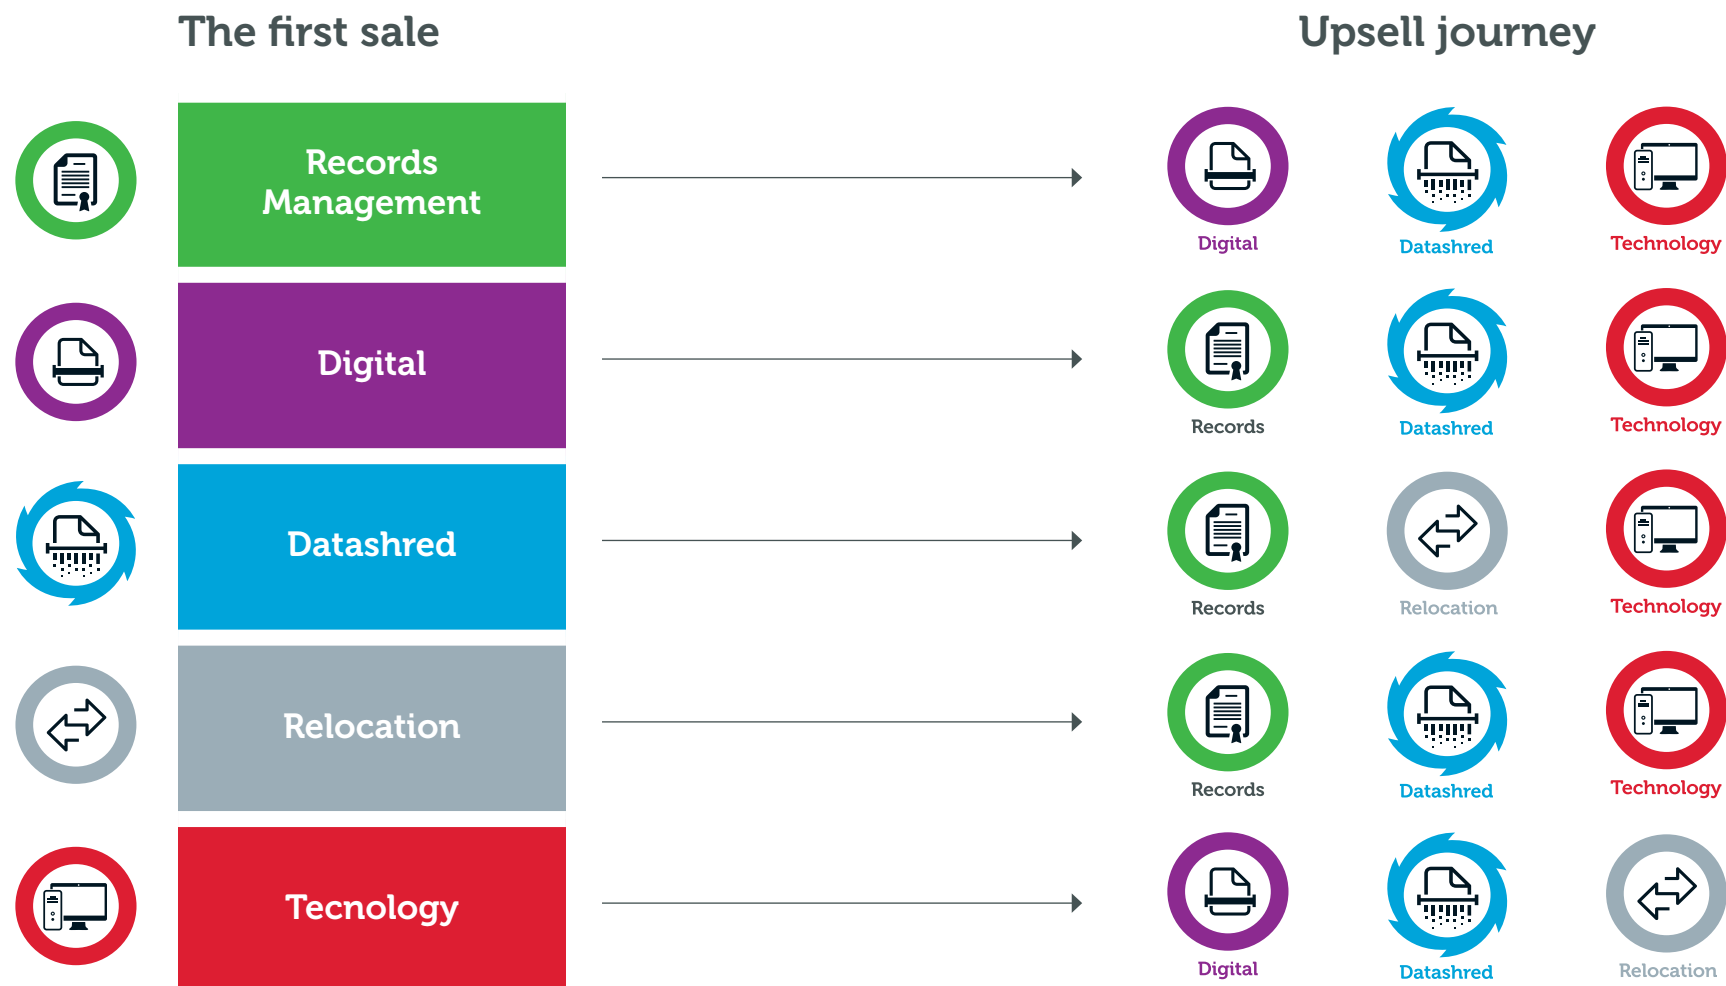 The first sale
Upsell journey
Records
Management
Digital
Datashred
Technology
Digital
Records
Datashred
Technology
Datashred
Records
Relocation
Technology
Relocation
Records
Datashred
Technology
Tecnology
Digital
Datashred
Relocation